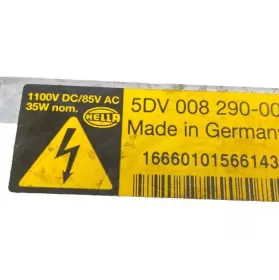 1100V DC/85V AC
35W nom.
HELLA
5DV 008 290-00
Made in Germany
16660101566143